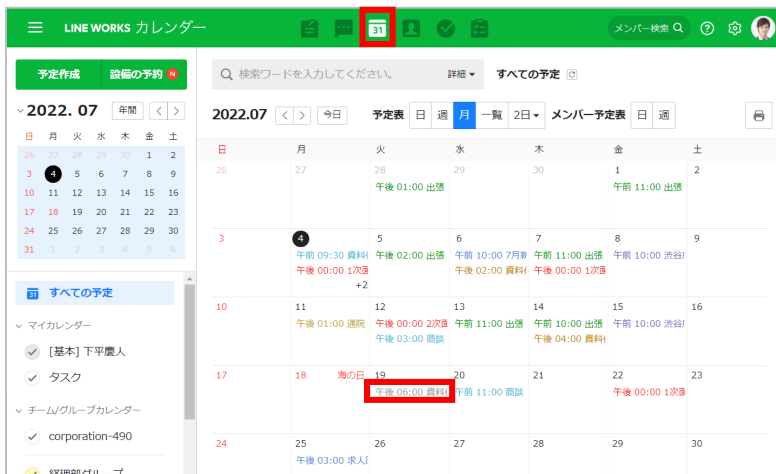 LINE WORKS カレンダー 31 メンバー検索
予定作成 設備の予約 N
検索ワードを入力してください。 詳細 すべての予定
2022. 07 年間 < >
2022.07 < > 今日 予定表 日 週 月 一覧 2日 メンバー予定表 日 週
日 月 火 水 木 金 土
26 27 28 29 30 1 2
3 4 5 6 7 8 9
10 11 12 13 14 15 16
17 18 19 20 21 22 23
24 25 26 27 28 29 30
31 1 2 3 4 5 6
31 すべての予定
マイカレンダー
[基本] 下平慶人
タスク
チーム/グループカレンダー
corporation-490
経理部グループ
日 月 火 水 木 金 土
26 27 28 29 30 1 2
午後 01:00 出張 午前 11:00 出張
3 4 5 6 7 8 9
午前 09:30 資料 午後 02:00 出張 午前 10:00 7月 午前 11:00 出張 午前 10:00 渋谷
午後 00:00 1次 午後 02:00 資料 午後 00:00 1次
+2
10 11 12 13 14 15 16
午後 01:00 通院 午後 00:00 2次 午前 11:00 出張 午前 10:00 出張 午前 10:00 渋谷
午後 03:00 商談 午後 04:00 資料
17 18 海の日 19 20 21 22 23
午後 06:00 資料 午前 11:00 商談 午後 00:00 1次
24 25 26 27 28 29 30
午後 03:00 求人